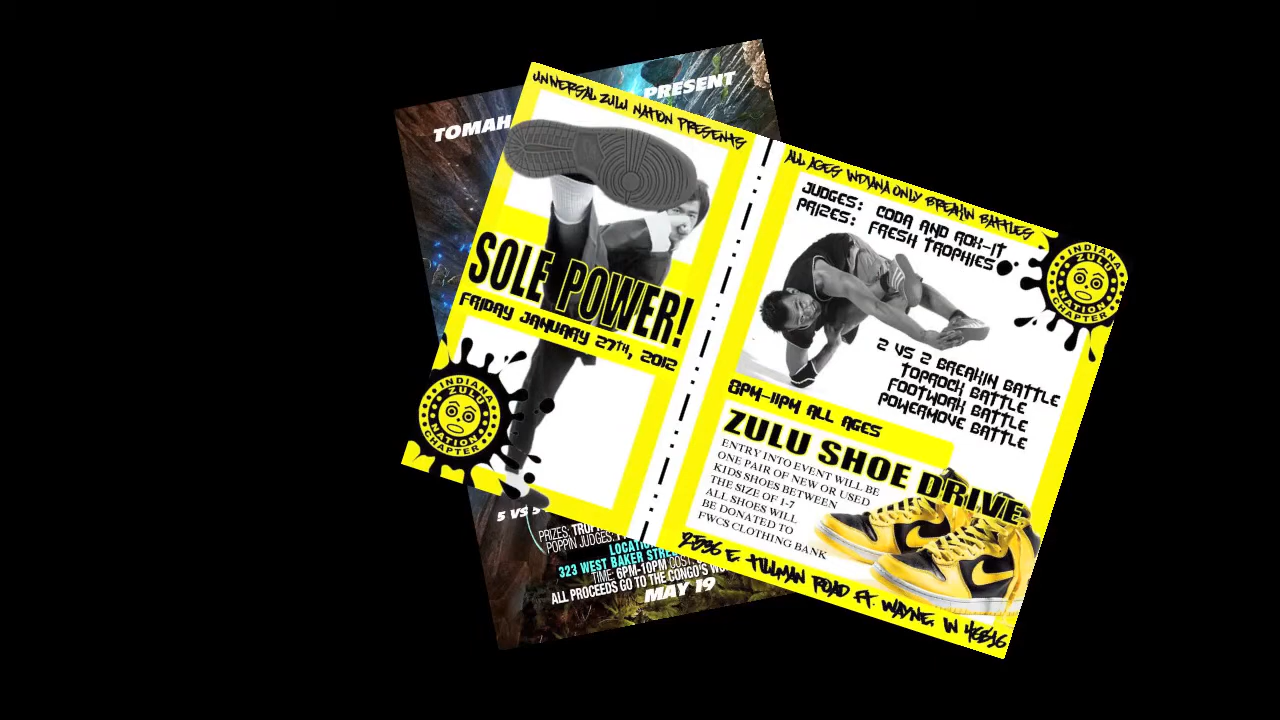 TOMAH
PRESENT
UNIVERSAL ZULU NATION PRESENTS
SOLE POWER!
FRIDAY JANUARY 27TH, 2012
INDIANA
ZULU
NATION
CHAPTER
ALL AGES INDIANA ONLY BREAKIN BATTLES
JUDGES: CODA AND ROX-IT
PRIZES: FRESH TROPHIES
INDIANA
ZULU
NATION
CHAPTER
2 VS 2 BREAKIN BATTLE
TOPROCK BATTLE
FOOTWORK BATTLE
POWERMOVE BATTLE
8PM-11PM ALL AGES
ZULU SHOE DRIVE
ENTRY INTO EVENT WILL BE
ONE PAIR OF NEW OR USED
KIDS SHOES BETWEEN
THE SIZE OF 1-7
ALL SHOES WILL
BE DONATED TO
FWCS CLOTHING BANK
2536 E. TILLMAN ROAD FT. WAYNE, IN 46816
5 VS
PRIZES:
POPPIN JUDGES:
323 WEST BAKER
TIME: 6PM-10PM
ALL PROCEEDS GO TO THE CONGO'S
MAY 19